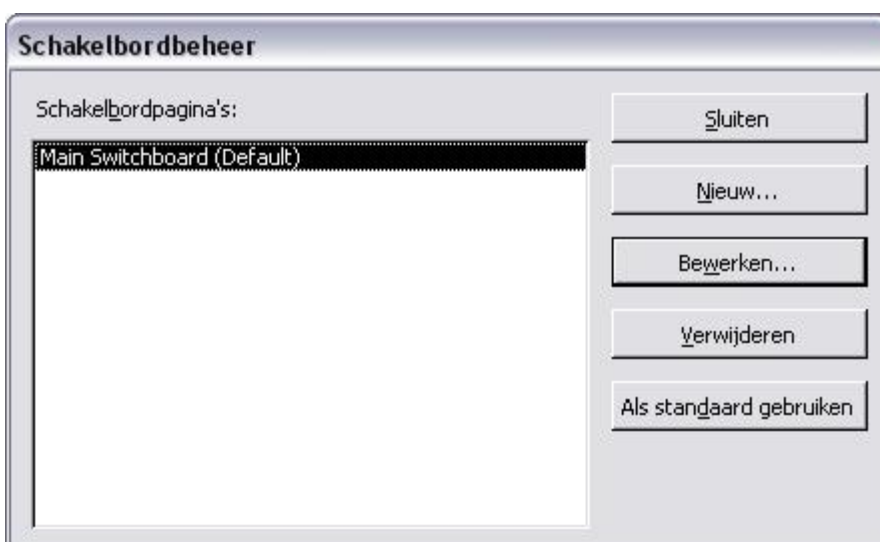 Schakelbordbeheer
Schakelbordpagina's:
Main Switchboard (Default)
Sluiten
Nieuw...
Bewerken...
Verwijderen
Als standaard gebruiken